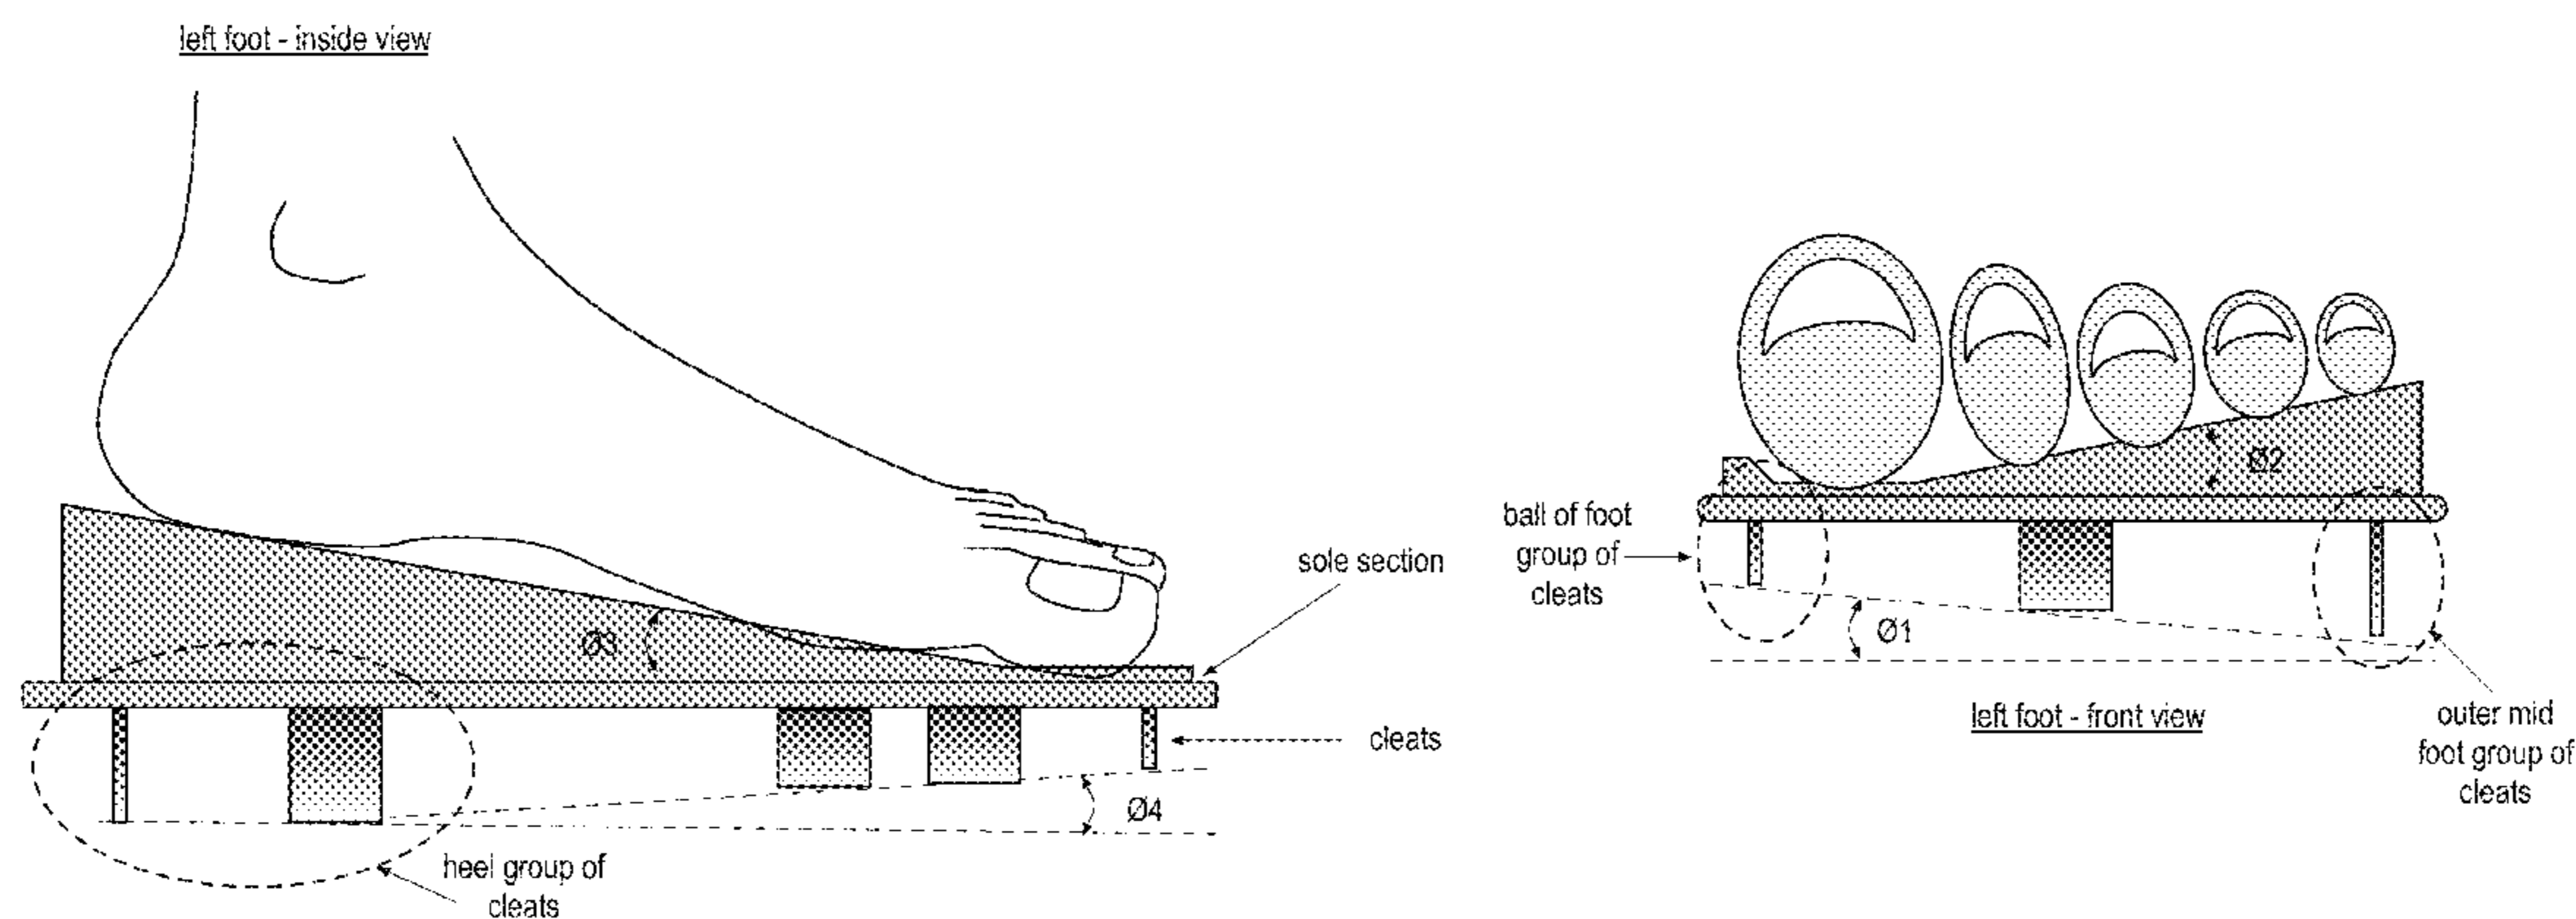 left foot - inside view
sole section
Ø3
cleats
Ø4
heel group of
cleats
ball of foot
group of
cleats
Ø2
Ø1
left foot - front view
outer mid
foot group of
cleats